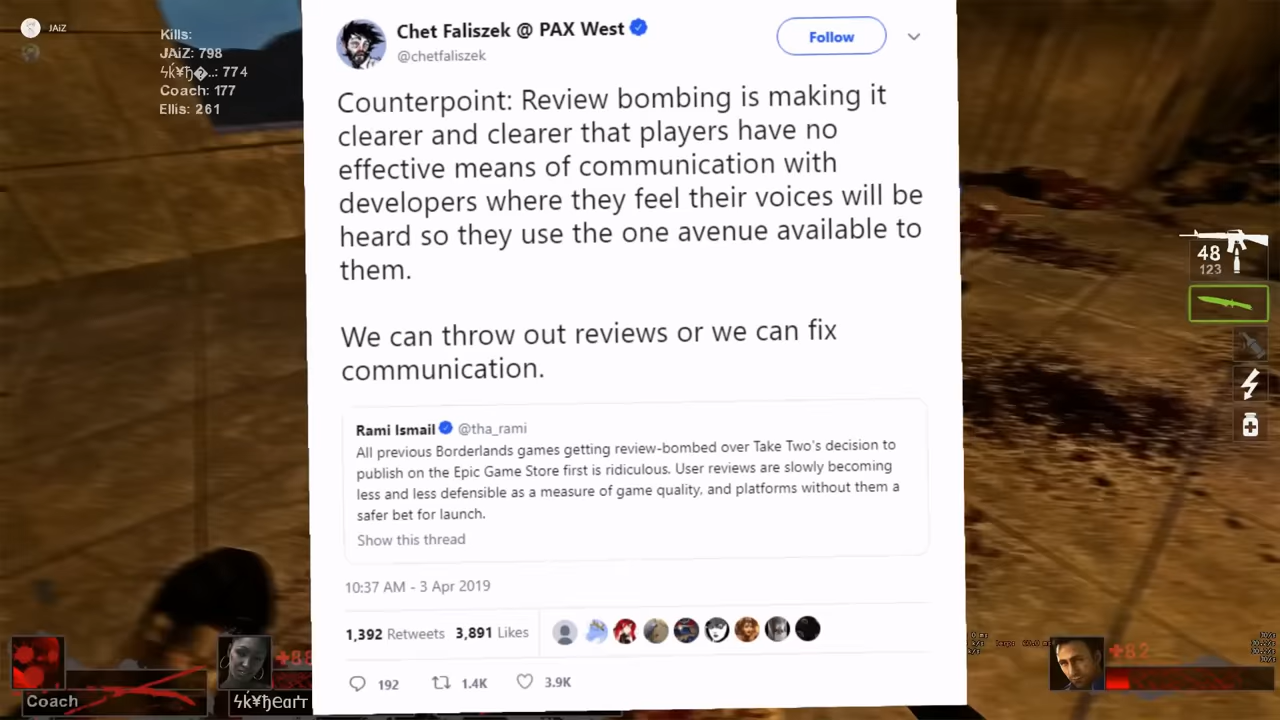 JAiZ
Kills:
JAiZ: 798
Coach: 177
Ellis: 261
Chet Faliszek @ PAX West
@chetfaliszek
Follow
Counterpoint: Review bombing is making it
clearer and clearer that players have no
effective means of communication with
developers where they feel their voices will be
heard so they use the one avenue available to
them.
We can throw out reviews or we can fix
communication.
Rami Ismail @tha_rami
All previous Borderlands games getting review-bombed over Take Two's decision to
publish on the Epic Game Store first is ridiculous. User reviews are slowly becoming
less and less defensible as a measure of game quality, and platforms without them a
safer bet for launch.
Show this thread
10:37 AM - 3 Apr 2019
1,392 Retweets 3,891 Likes
192 1.4K 3.9K
48
123
Coach
+88
+82